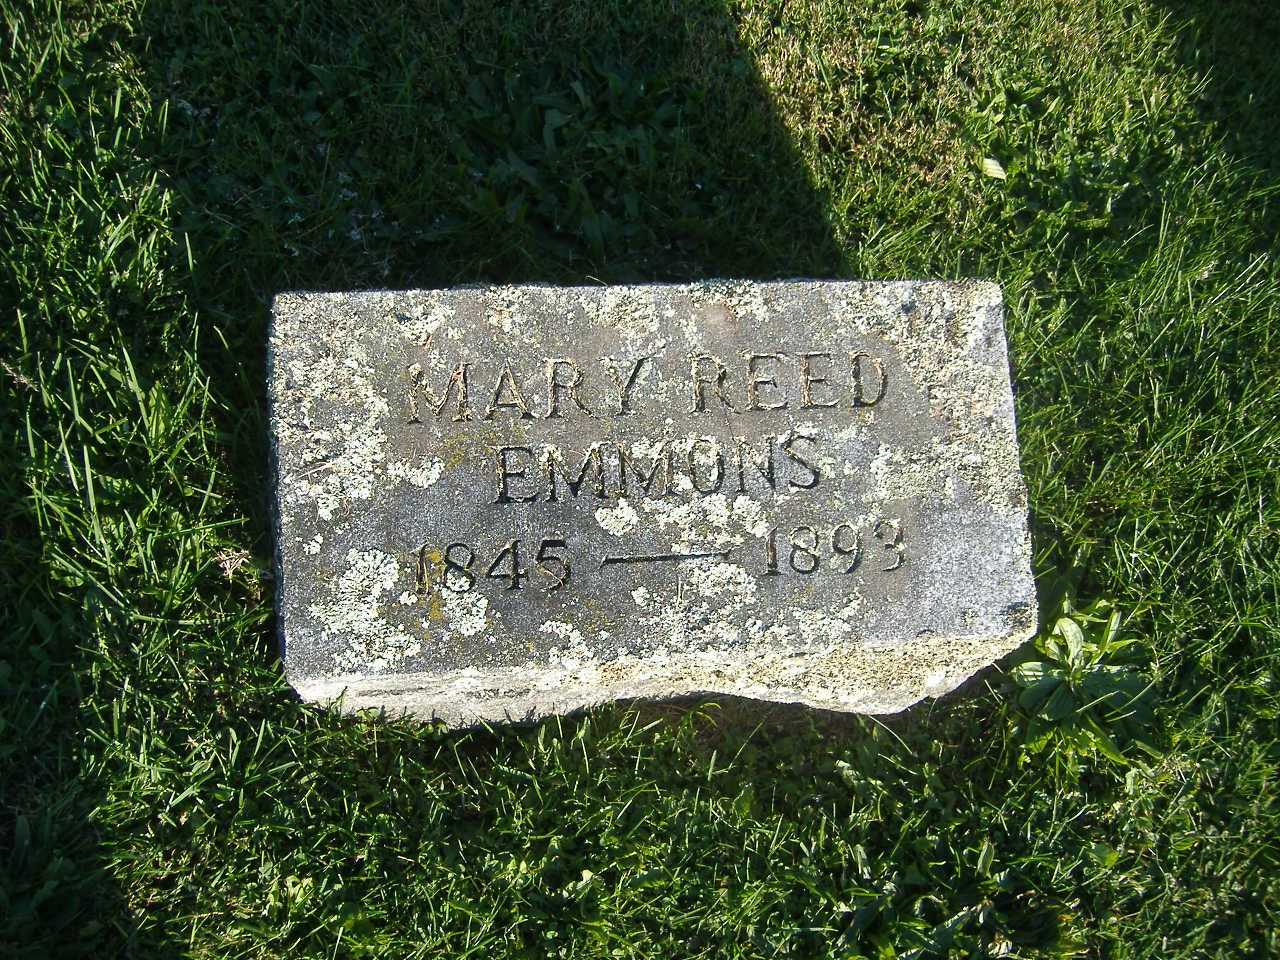 MARY REED
EMMONS
1845 — 1893